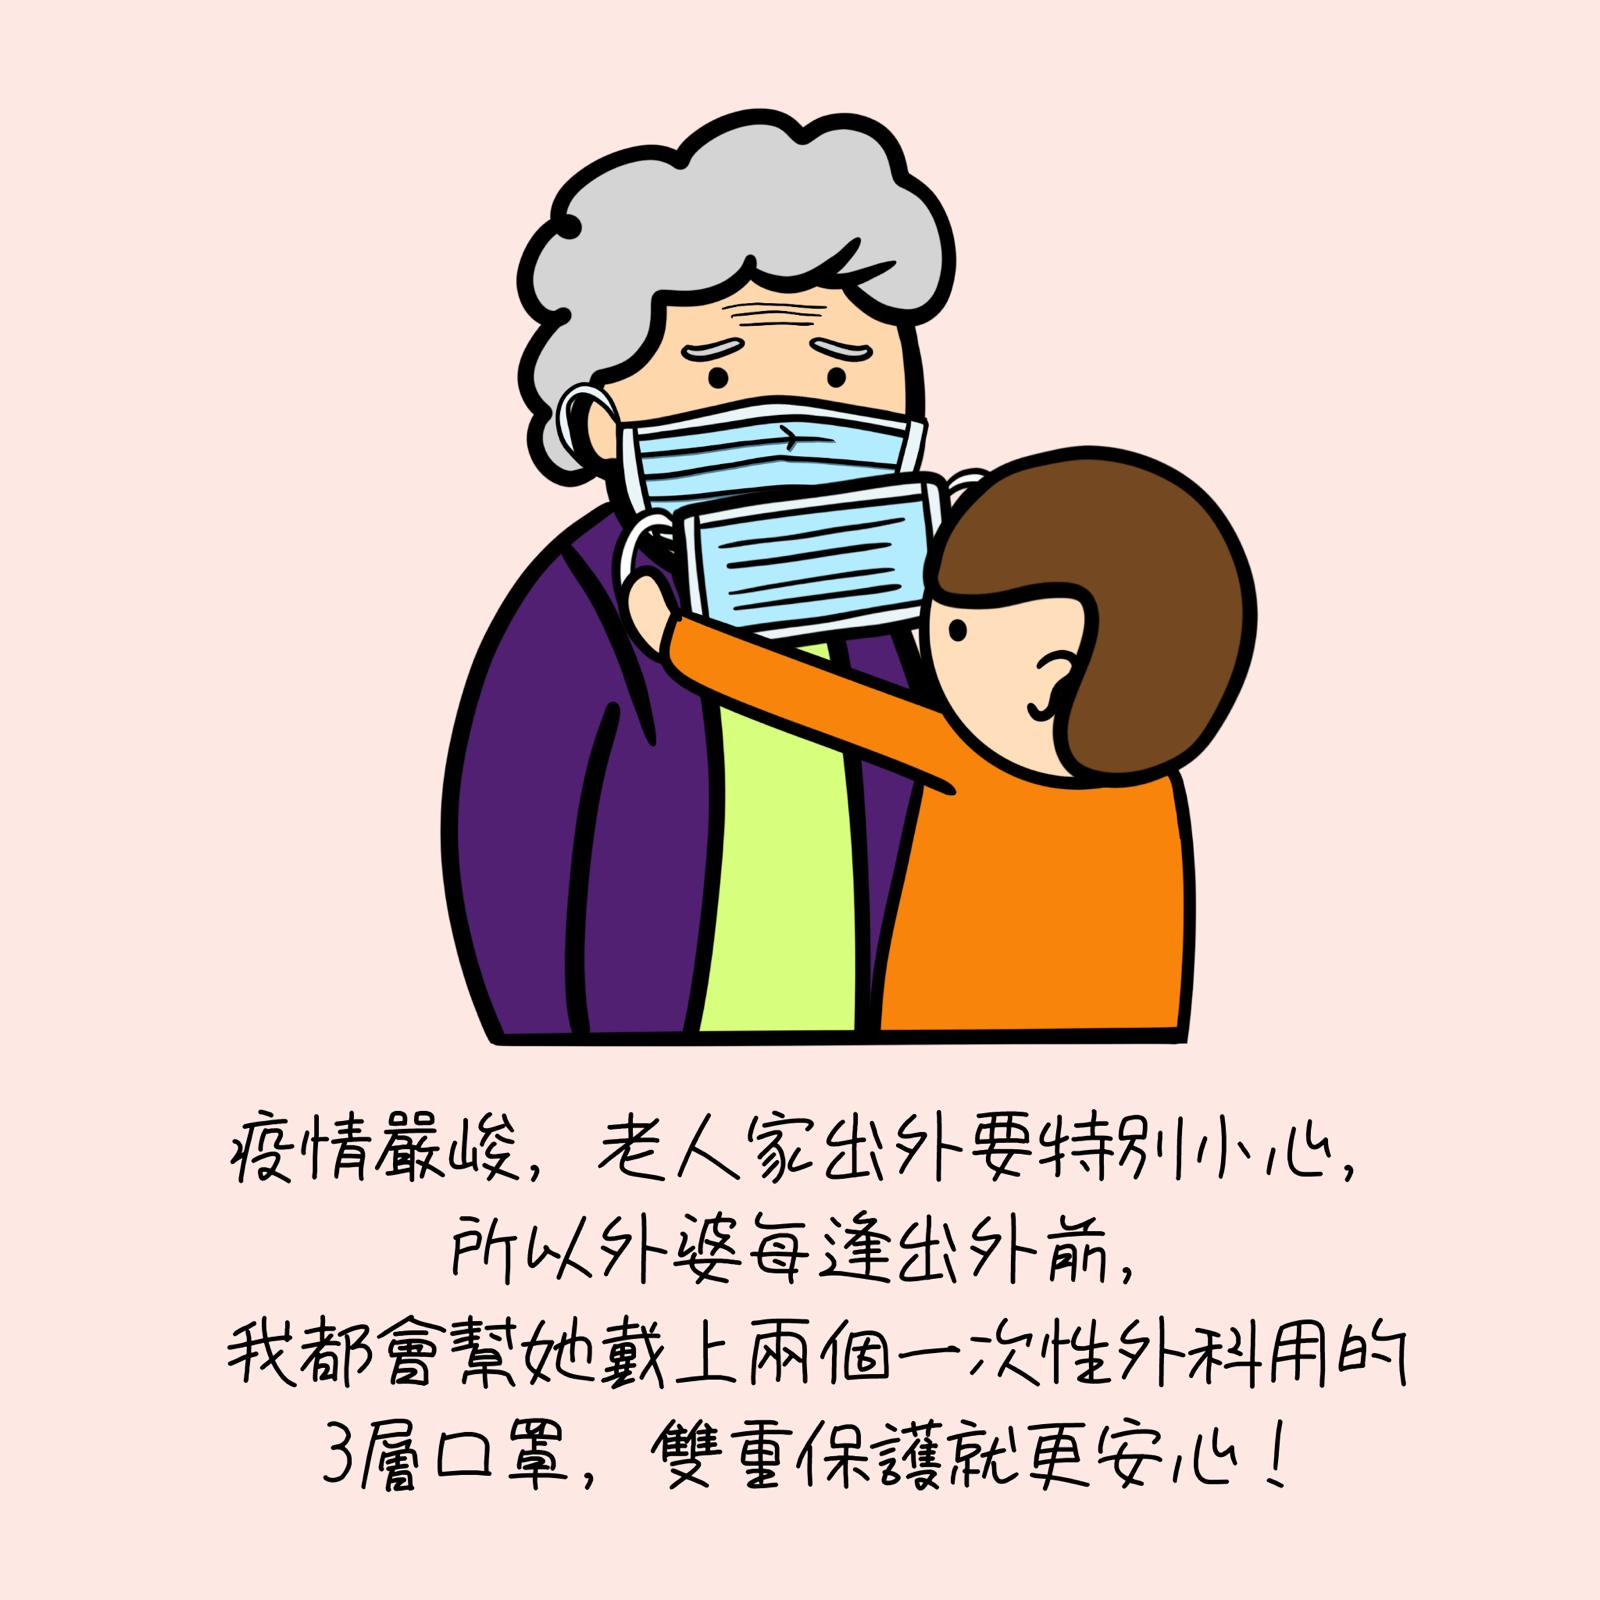 疫情嚴峻，老人家出外要特別小心，
所以外婆每逢出外前，
我都會幫她戴上兩個一次性外科用的
3層口罩，雙重保護就更安心！